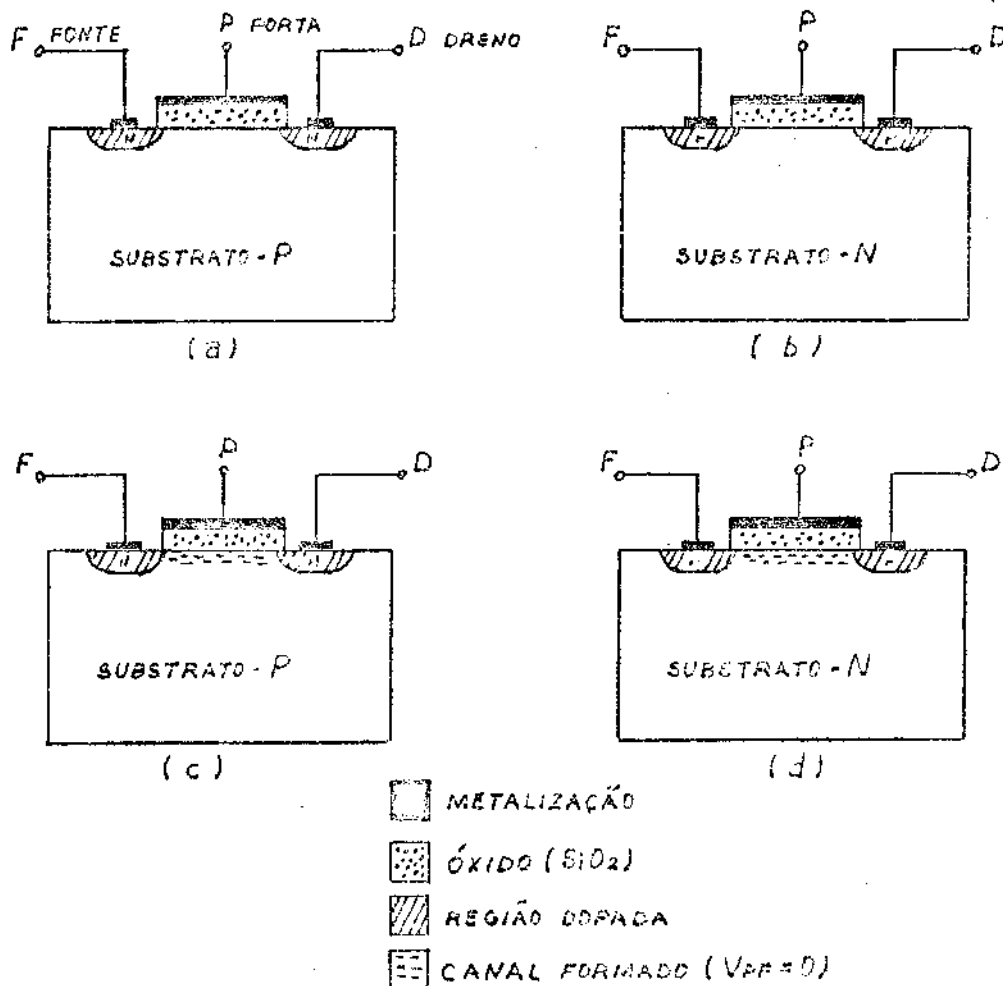 F FONTE P PORTA D DRENO
N N
SUBSTRATO-P
(a)
F P D
P P
SUBSTRATO-N
(b)
F P D
N N
SUBSTRATO-P
(c)
F P D
SUBSTRATO-N
(d)
METALIZAÇÃO
ÓXIDO (SiO₂)
REGIÃO DOPADA
CANAL FORMADO (VPF=0)